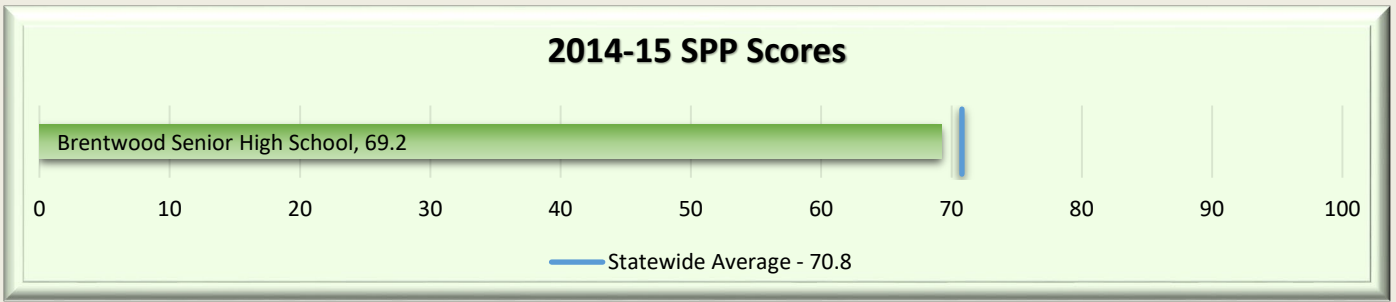 2014-15 SPP Scores
Brentwood Senior High School, 69.2
0 10 20 30 40 50 60 70 80 90 100
Statewide Average - 70.8